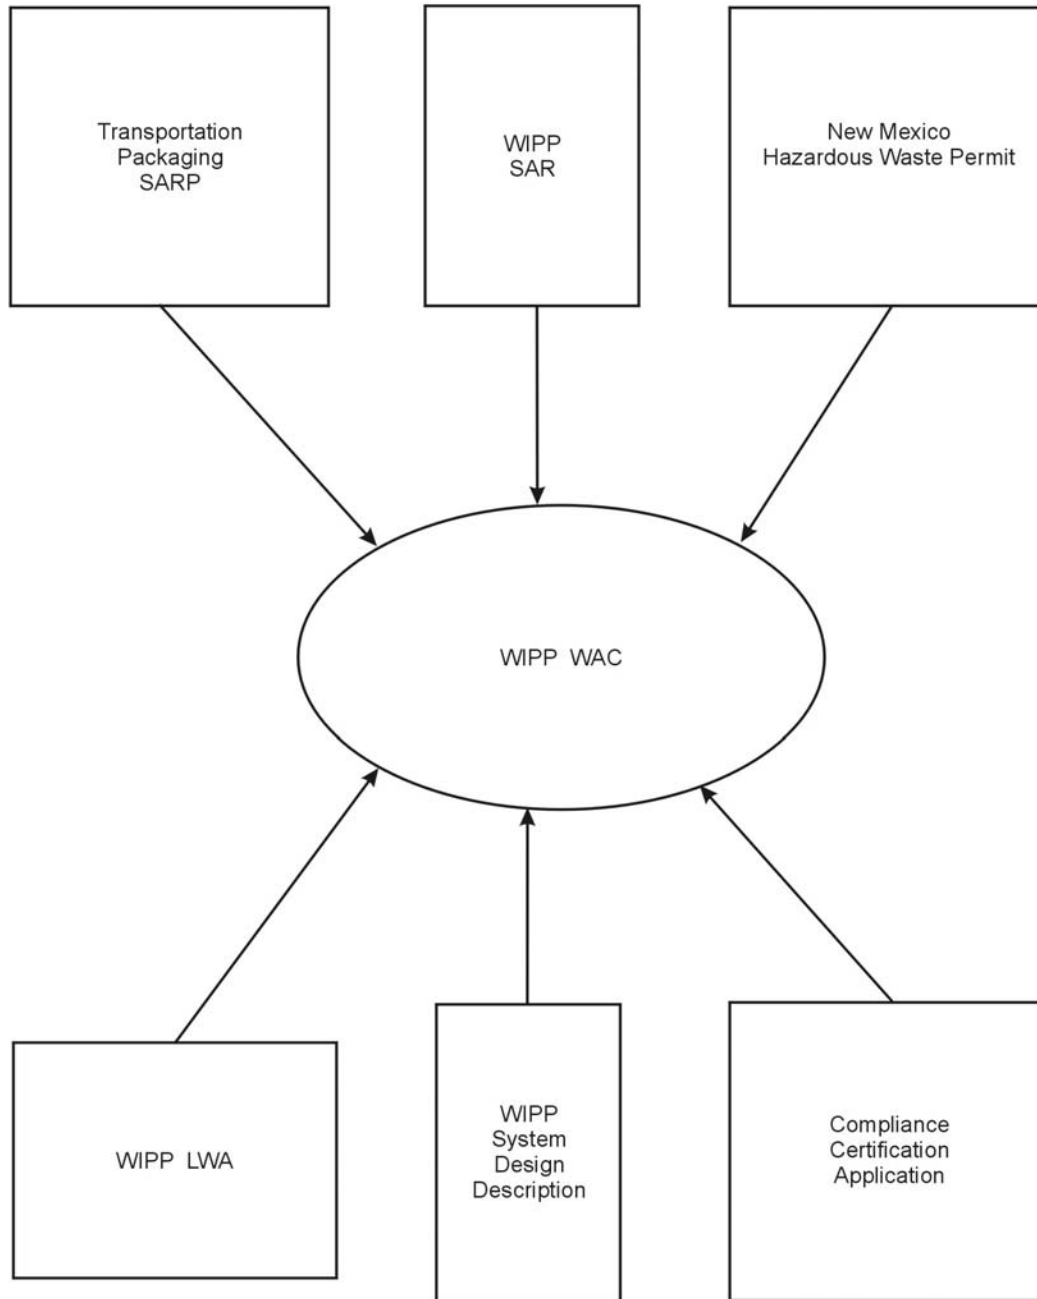 Transportation
Packaging
SARP
WIPP
SAR
New Mexico
Hazardous Waste Permit
WIPP WAC
WIPP LWA
WIPP
System
Design
Description
Compliance
Certification
Application